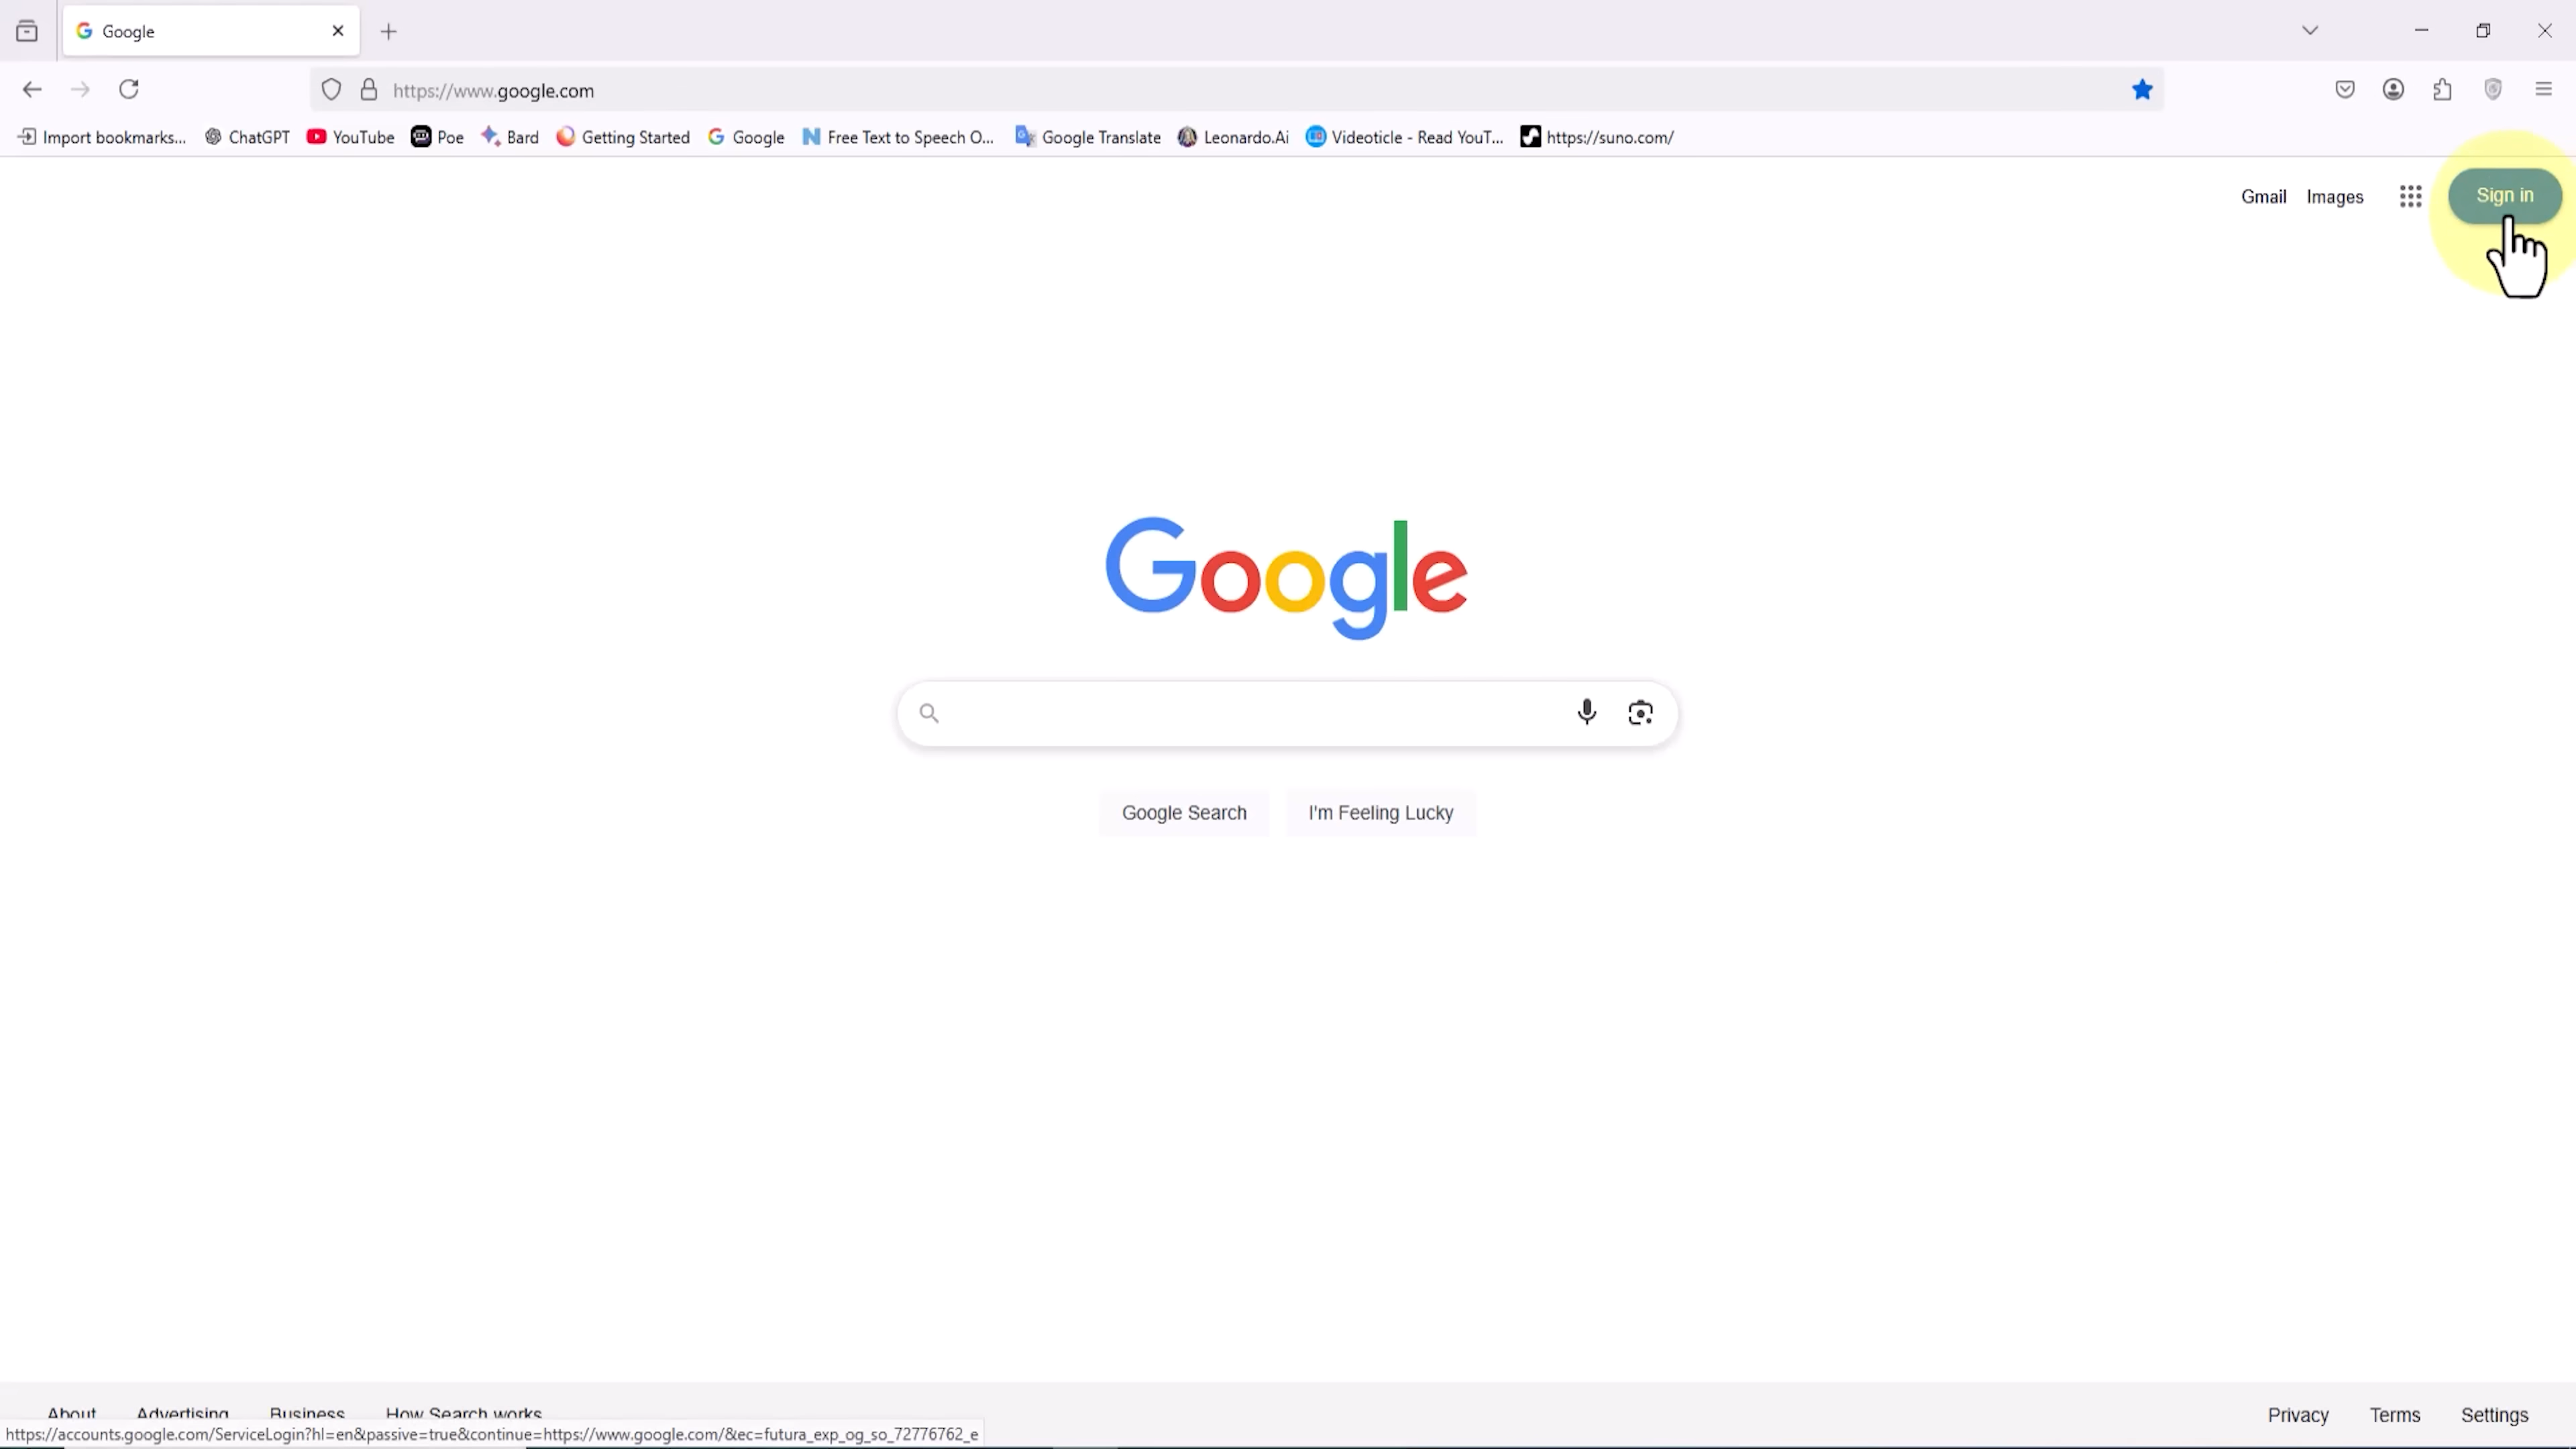 Google
https://www.google.com
Import bookmarks... ChatGPT YouTube Poe Bard Getting Started Google Free Text to Speech O... Google Translate Leonardo.Ai Videoticle - Read YouT... https://suno.com/
Gmail Images Sign in
Google
Google Search I'm Feeling Lucky
About Advertising Business How Search works Privacy Terms Settings
https://accounts.google.com/ServiceLogin?hl=en&passive=true&continue=https://www.google.com/&ec=futura_exp_og_so_72776762_e